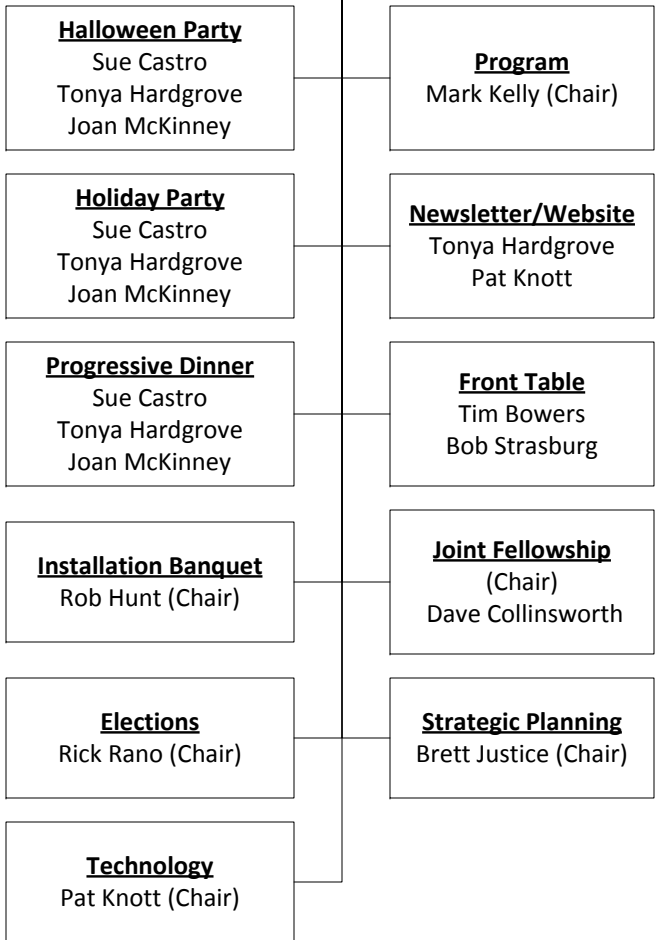 Halloween Party
Sue Castro
Tonya Hardgrove
Joan McKinney
Program
Mark Kelly (Chair)
Holiday Party
Sue Castro
Tonya Hardgrove
Joan McKinney
Newsletter/Website
Tonya Hardgrove
Pat Knott
Progressive Dinner
Sue Castro
Tonya Hardgrove
Joan McKinney
Front Table
Tim Bowers
Bob Strasburg
Installation Banquet
Rob Hunt (Chair)
Joint Fellowship
(Chair)
Dave Collinsworth
Elections
Rick Rano (Chair)
Strategic Planning
Brett Justice (Chair)
Technology
Pat Knott (Chair)